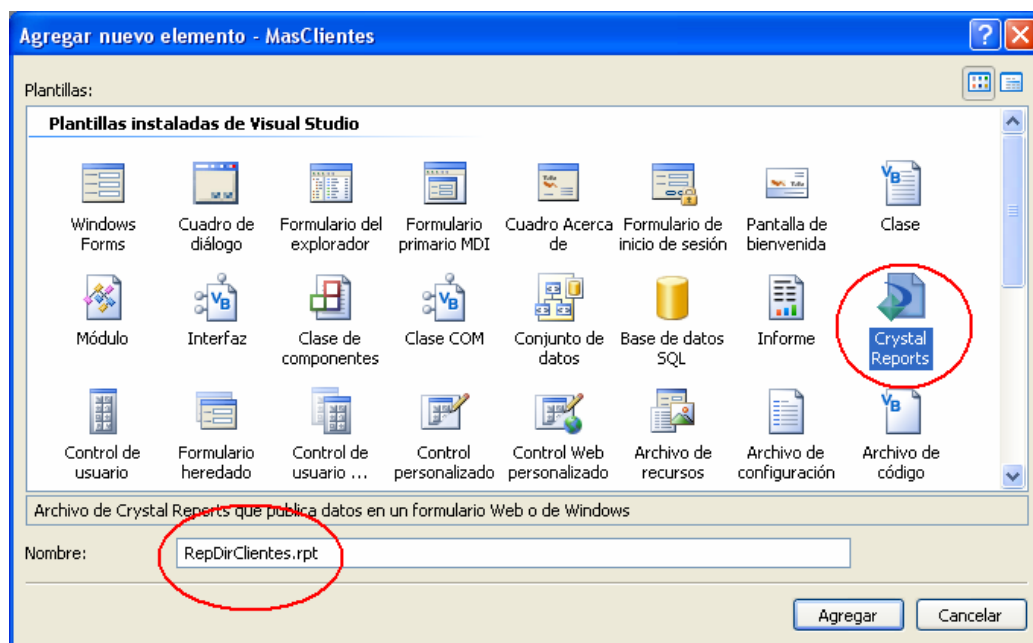 Agregar nuevo elemento - MasClientes
Plantillas:
Plantillas instaladas de Visual Studio
Windows Forms
Cuadro de diálogo
Formulario del explorador
Formulario primario MDI
Cuadro Acerca de
Formulario de inicio de sesión
Pantalla de bienvenida
Clase
Módulo
Interfaz
Clase de componentes
Clase COM
Conjunto de datos
Base de datos SQL
Informe
Crystal Reports
Control de usuario
Formulario heredado
Control de usuario ...
Control personalizado
Control Web personalizado
Archivo de recursos
Archivo de configuración
Archivo de código
Archivo de Crystal Reports que publica datos en un formulario Web o de Windows
Nombre:
RepDirClientes.rpt
Agregar
Cancelar